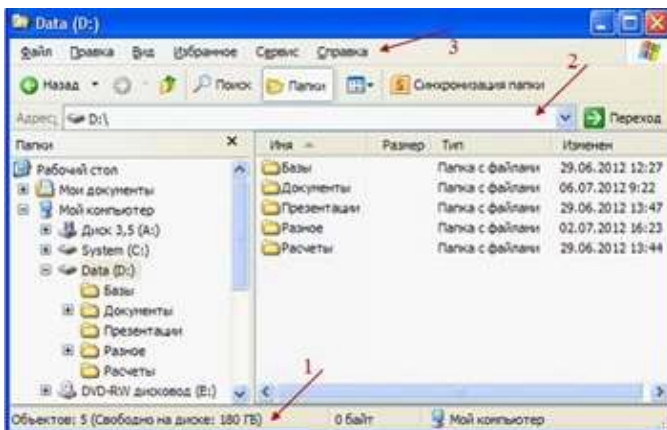 Data (D:)
Файл Правка Вид Избранное Сервис Справка
3
Назад Поиск Папки Синхронизация папки
2
Адрес: D:\ Переход
Папки Имя Размер Тип Изменен
Рабочий стол
Мои документы
Мой компьютер
Диск 3,5 (A:)
System (C:)
Data (D:)
Базы
Документы
Презентации
Разное
Расчеты
DVD-RW дисковод (E:)
Базы Папка с файлами 29.06.2012 12:27
Документы Папка с файлами 06.07.2012 9:22
Презентации Папка с файлами 29.06.2012 13:47
Разное Папка с файлами 02.07.2012 16:23
Расчеты Папка с файлами 29.06.2012 13:44
1
Объектов: 5 (Свободно на диске: 180 ГБ) 0 байт Мой компьютер